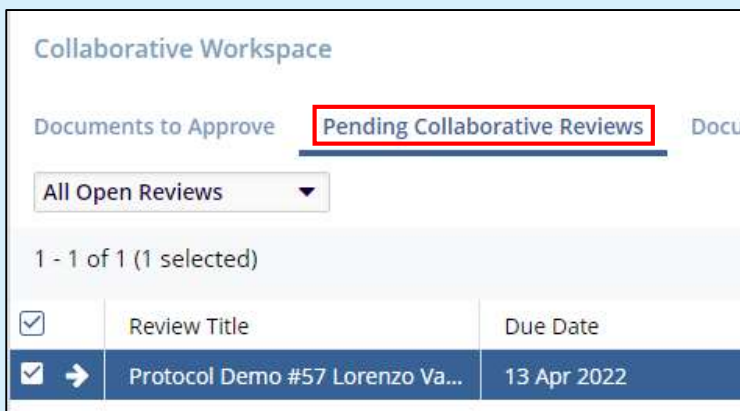 Collaborative Workspace
Documents to Approve Pending Collaborative Reviews Docu
All Open Reviews
1 - 1 of 1 (1 selected)
Review Title Due Date
Protocol Demo #57 Lorenzo Va... 13 Apr 2022